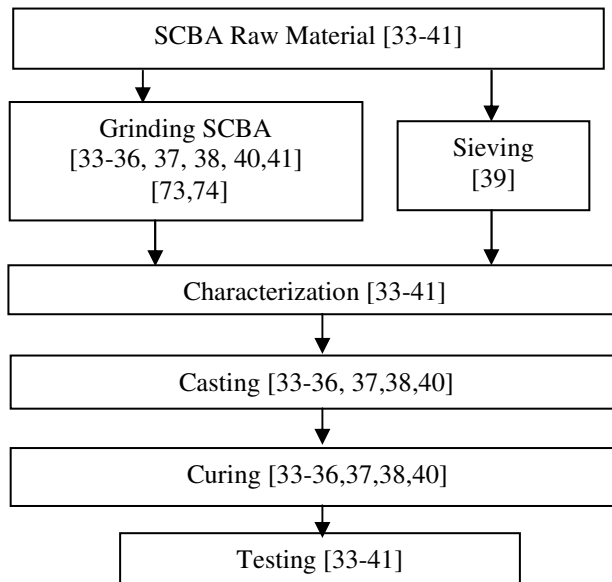 SCBA Raw Material [33-41]
Grinding SCBA
[33-36, 37, 38, 40,41]
[73,74]
Sieving
[39]
Characterization [33-41]
Casting [33-36, 37,38,40]
Curing [33-36,37,38,40]
Testing [33-41]